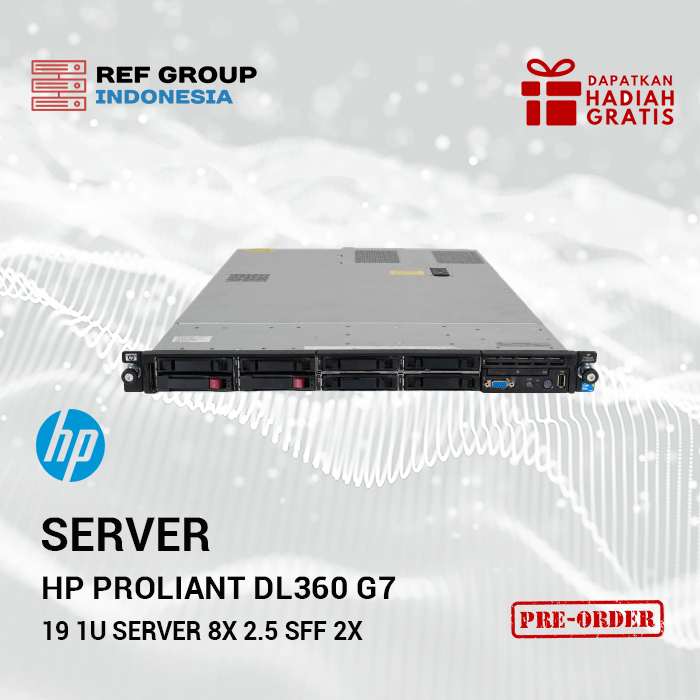 REF GROUP
INDONESIA
DAPATKAN
HADIAH
GRATIS
hp
SERVER
HP PROLIANT DL360 G7
19 1U SERVER 8X 2.5 SFF 2X
PRE-ORDER